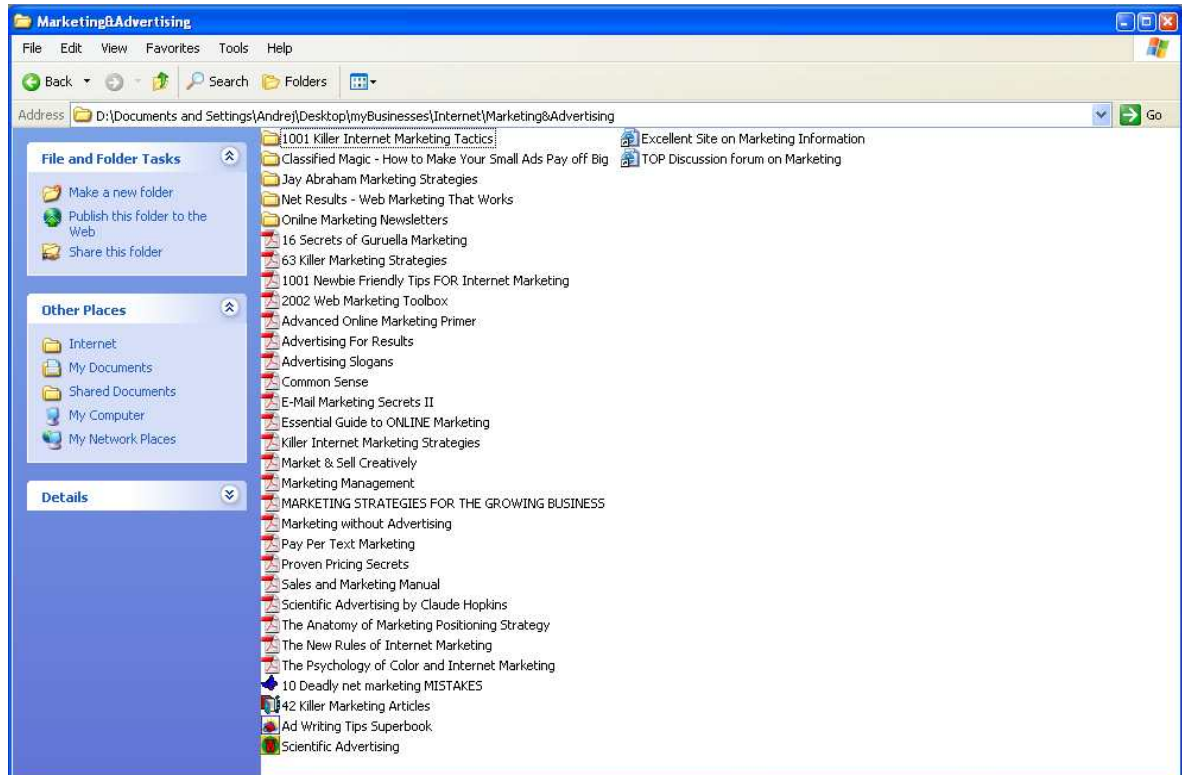 Marketing&Advertising
File Edit View Favorites Tools Help
Back Search Folders
Address D:\Documents and Settings\Andrej\Desktop\myBusinesses\Internet\Marketing&Advertising Go
File and Folder Tasks
Make a new folder
Publish this folder to the
Web
Share this folder
Other Places
Internet
My Documents
Shared Documents
My Computer
My Network Places
Details
1001 Killer Internet Marketing Tactics
Classified Magic - How to Make Your Small Ads Pay off Big
Jay Abraham Marketing Strategies
Net Results - Web Marketing That Works
Onilne Marketing Newsletters
16 Secrets of Guruella Marketing
63 Killer Marketing Strategies
1001 Newbie Friendly Tips FOR Internet Marketing
2002 Web Marketing Toolbox
Advanced Online Marketing Primer
Advertising For Results
Advertising Slogans
Common Sense
E-Mail Marketing Secrets II
Essential Guide to ONLINE Marketing
Killer Internet Marketing Strategies
Market & Sell Creatively
Marketing Management
MARKETING STRATEGIES FOR THE GROWING BUSINESS
Marketing without Advertising
Pay Per Text Marketing
Proven Pricing Secrets
Sales and Marketing Manual
Scientific Advertising by Claude Hopkins
The Anatomy of Marketing Positioning Strategy
The New Rules of Internet Marketing
The Psychology of Color and Internet Marketing
10 Deadly net marketing MISTAKES
42 Killer Marketing Articles
Ad Writing Tips Superbook
Scientific Advertising
Excellent Site on Marketing Information
TOP Discussion forum on Marketing